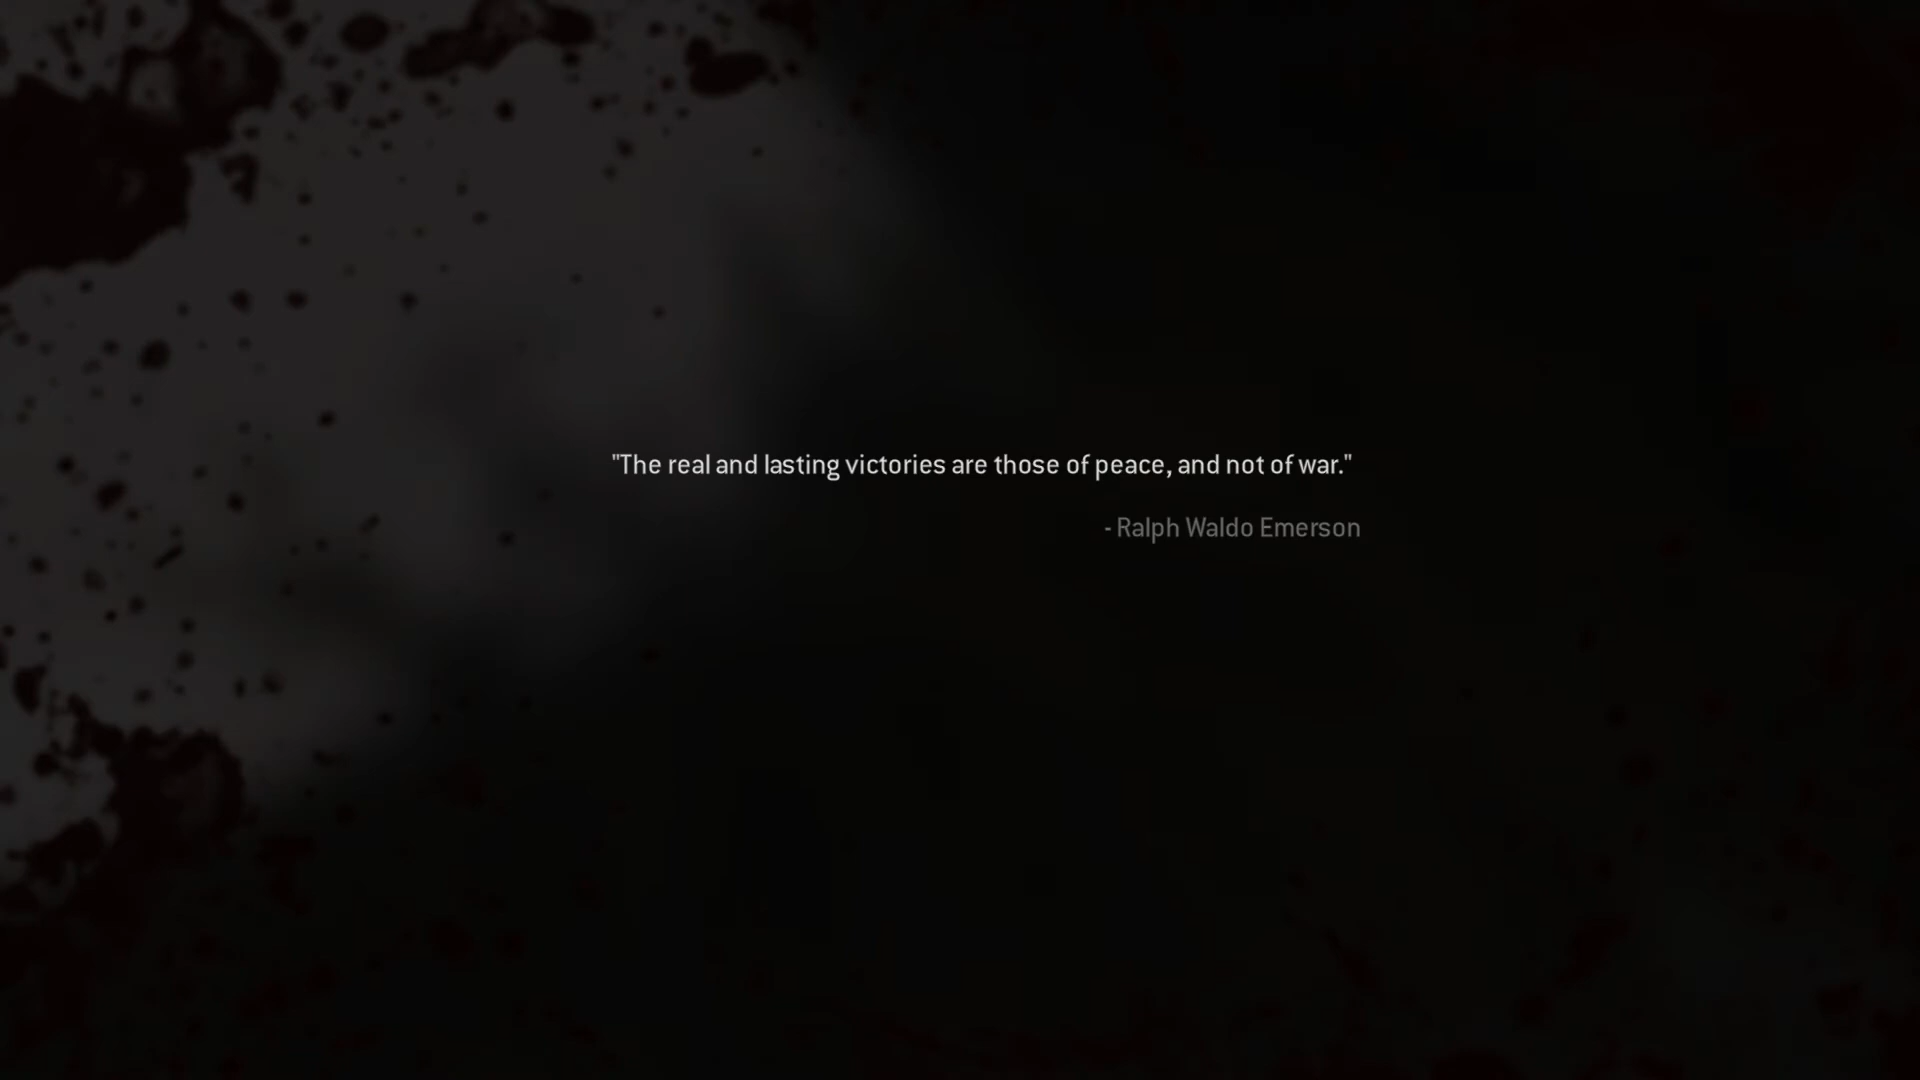 "The real and lasting victories are those of peace, and not of war."
- Ralph Waldo Emerson